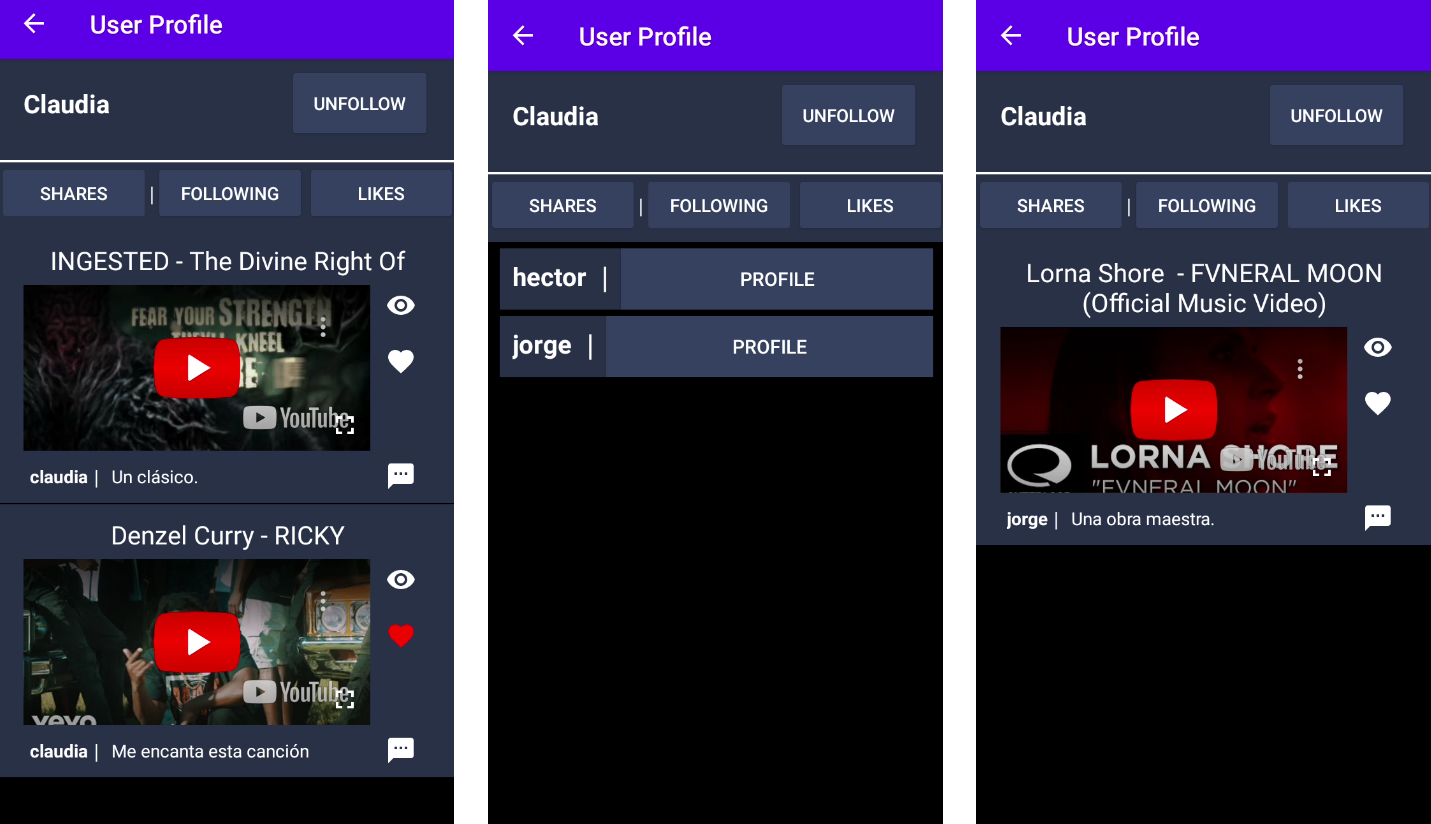 User Profile
Claudia
UNFOLLOW
SHARES | FOLLOWING LIKES
INGESTED - The Divine Right Of
FEAR YOUR STRENGTH
KNEEL
YouTube
claudia | Un clásico.
Denzel Curry - RICKY
YouTube
vevo
claudia | Me encanta esta canción
User Profile
Claudia
UNFOLLOW
SHARES | FOLLOWING LIKES
hector | PROFILE
jorge | PROFILE
User Profile
Claudia
UNFOLLOW
SHARES | FOLLOWING LIKES
Lorna Shore - FVNERAL MOON
(Official Music Video)
LORNA SHORE
YouTube
"FVNERAL MOON"
jorge | Una obra maestra.